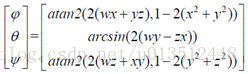 [φ θ ψ] = [atan2(2(wx + yz),1−2(x² + y²))
arcsin(2(wy − zx))
atan2(2(wz + xy),1−2(y² + z²))]